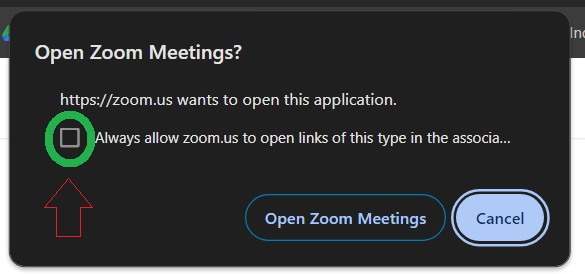 Inc
Open Zoom Meetings?
https://zoom.us wants to open this application.
Always allow zoom.us to open links of this type in the associa...
Open Zoom Meetings
Cancel